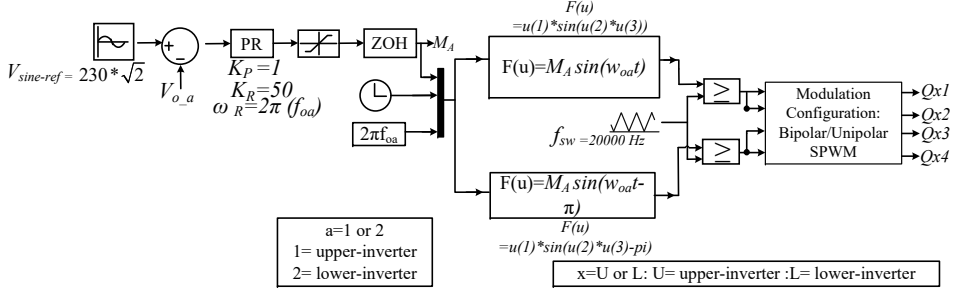 F(u)
=u(1)*sin(u(2)*u(3))
PR
ZOH
M_A
F(u)=M_A sin(w_oa t)
V_sine-ref = 230*√2
V_o_a
K_P=1
K_R=50
ω_R=2π (f_oa)
2πf_oa
f_sw =20000 Hz
≥
≥
Modulation
Configuration:
Bipolar/Unipolar
SPWM
Qx1
Qx2
Qx3
Qx4
F(u)=M_A sin(w_oa t-
π)
F(u)
=u(1)*sin(u(2)*u(3)-pi)
a=1 or 2
1= upper-inverter
2= lower-inverter
x=U or L: U= upper-inverter :L= lower-inverter